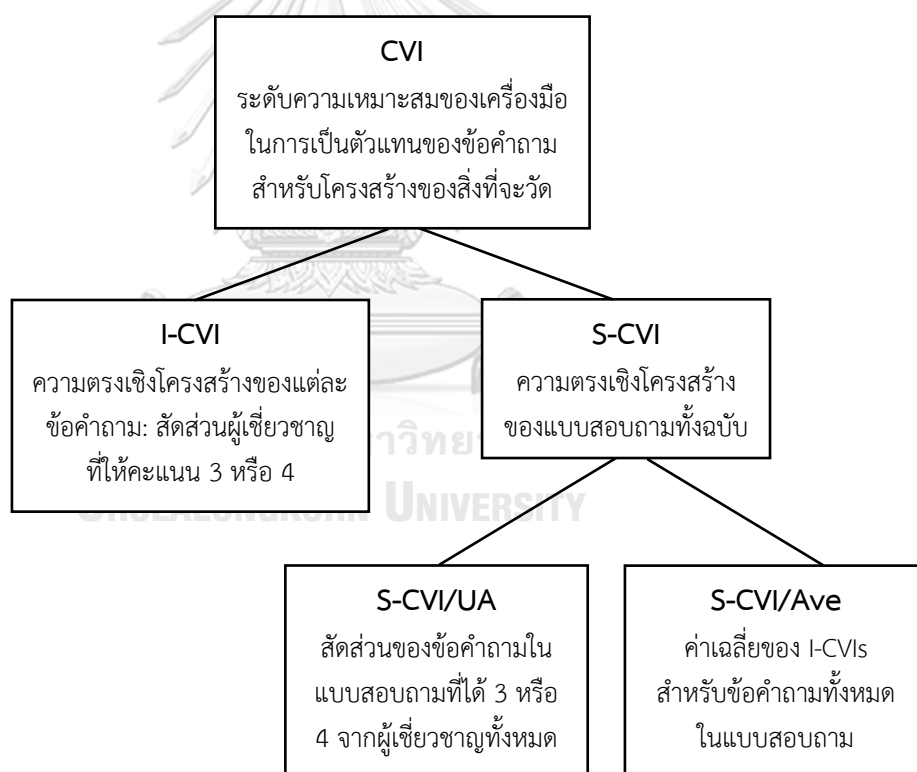 CVI
ระดับความเหมาะสมของเครื่องมือ
ในการเป็นตัวแทนของข้อคำถาม
สำหรับโครงสร้างของสิ่งที่จะวัด
I-CVI
ความตรงเชิงโครงสร้างของแต่ละ
ข้อคำถาม: สัดส่วนผู้เชี่ยวชาญ
ที่ให้คะแนน 3 หรือ 4
S-CVI
ความตรงเชิงโครงสร้าง
ของแบบสอบถามทั้งฉบับ
UNIVERSITY
S-CVI/UA
สัดส่วนของข้อคำถามใน
แบบสอบถามที่ได้ 3 หรือ
4 จากผู้เชี่ยวชาญทั้งหมด
S-CVI/Ave
ค่าเฉลี่ยของ I-CVIs
สำหรับข้อคำถามทั้งหมด
ในแบบสอบถาม